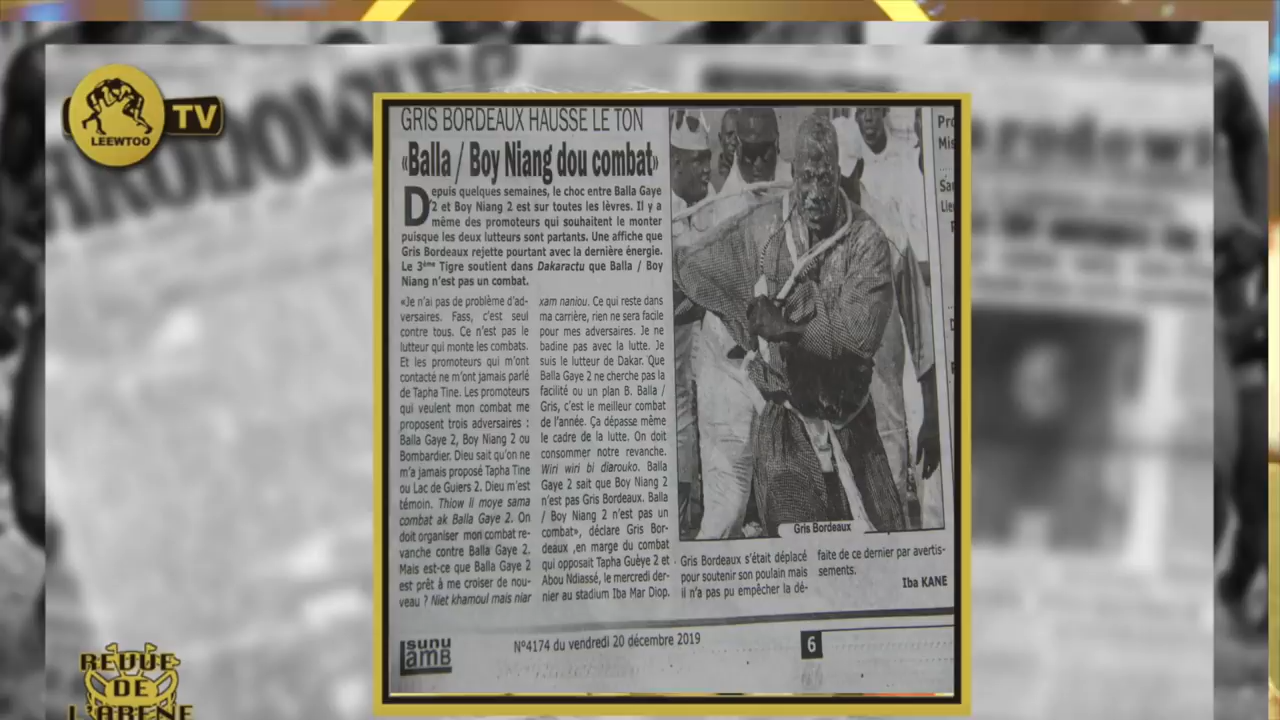 LEEWTOO
TV
GRIS BORDEAUX HAUSSE LE TON
«Balla / Boy Niang dou combat»
Depuis quelques semaines, le choc entre Balla Gaye
2 et Boy Niang 2 est sur toutes les lèvres. Il y a
même des promoteurs qui souhaitent le monter
puisque les deux lutteurs sont partants. Une affiche que
Gris Bordeaux rejette pourtant avec la dernière énergie.
Le 3ème Tigre soutient dans Dakaractu que Balla / Boy
Niang n'est pas un combat.
«Je n'ai pas de problème d'ad-
versaires. Fass, c'est seul
contre tous. Ce n'est pas le
lutteur qui monte les combats.
Et les promoteurs qui m'ont
contacté ne m'ont jamais parlé
de Tapha Tine. Les promoteurs
qui veulent mon combat me
proposent trois adversaires :
Balla Gaye 2, Boy Niang 2 ou
Bombardier. Dieu sait qu'on ne
m'a jamais proposé Tapha Tine
ou Lac de Guiers 2. Dieu m'est
témoin. Thiow li moye sama
combat ak Balla Gaye 2. On
doit organiser mon combat re-
vanche contre Balla Gaye 2.
Mais est-ce que Balla Gaye 2
est prêt à me croiser de nou-
veau ? Niet khamoul mais niar
xam naniou. Ce qui reste dans
ma carrière, rien ne sera facile
pour mes adversaires. Je ne
badine pas avec la lutte. Je
suis le lutteur de Dakar. Que
Balla Gaye 2 ne cherche pas la
facilité ou un plan B. Balla /
Gris, c'est le meilleur combat
de l'année. Ça dépasse même
le cadre de la lutte. On doit
consommer notre revanche.
Wiri wiri bi diarouko. Balla
Gaye 2 sait que Boy Niang 2
n'est pas Gris Bordeaux. Balla
/ Boy Niang 2 n'est pas un
combat», déclare Gris Bor-
deaux ,en marge du combat
qui opposait Tapha Guèye 2 et
Abou Ndiassé, le mercredi der-
nier au stadium Iba Mar Diop.
Gris Bordeaux
Gris Bordeaux s'était déplacé
pour soutenir son poulain mais
il n'a pas pu empêcher la dé-
faite de ce dernier par avertis-
sements.
Iba KANE
Pro
Mis
Sa
Lie
sunu
lamb
N°4174 du vendredi 20 décembre 2019
6
REVUE
DE
L'ARENE